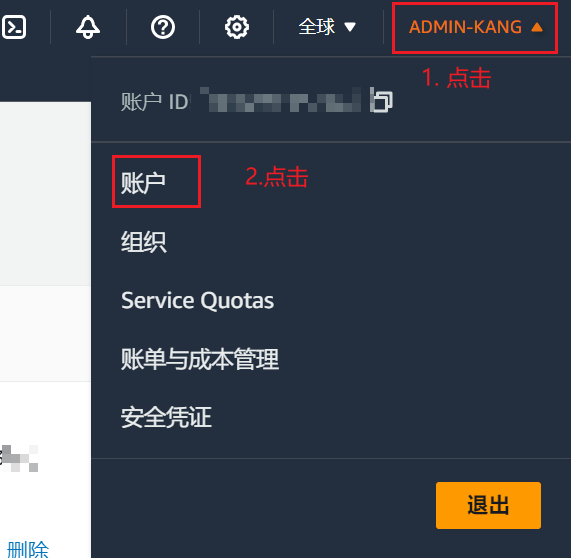 全球 ▼ ADMIN-KANG ▲
1. 点击
账户 ID
账户
2.点击
组织
Service Quotas
账单与成本管理
安全凭证
退出
删除